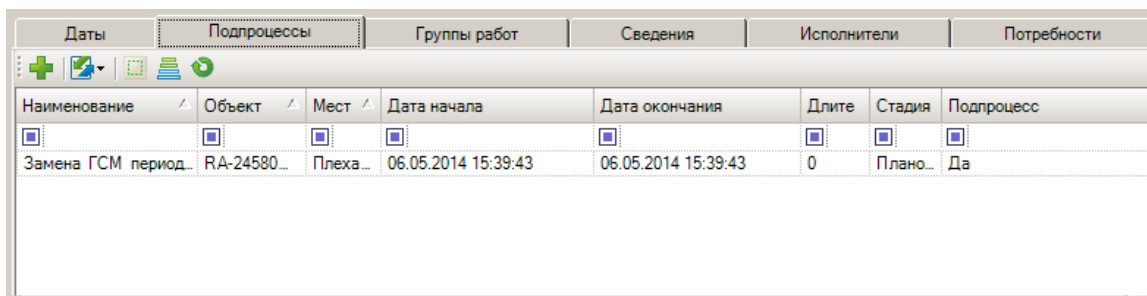 Даты Подпроцессы Группы работ Сведения Исполнители Потребности
Наименование Объект Мест Дата начала Дата окончания Длите Стадия Подпроцесс
Замена ГСМ период... RA-24580... Плеха... 06.05.2014 15:39:43 06.05.2014 15:39:43 0 Плано... Да